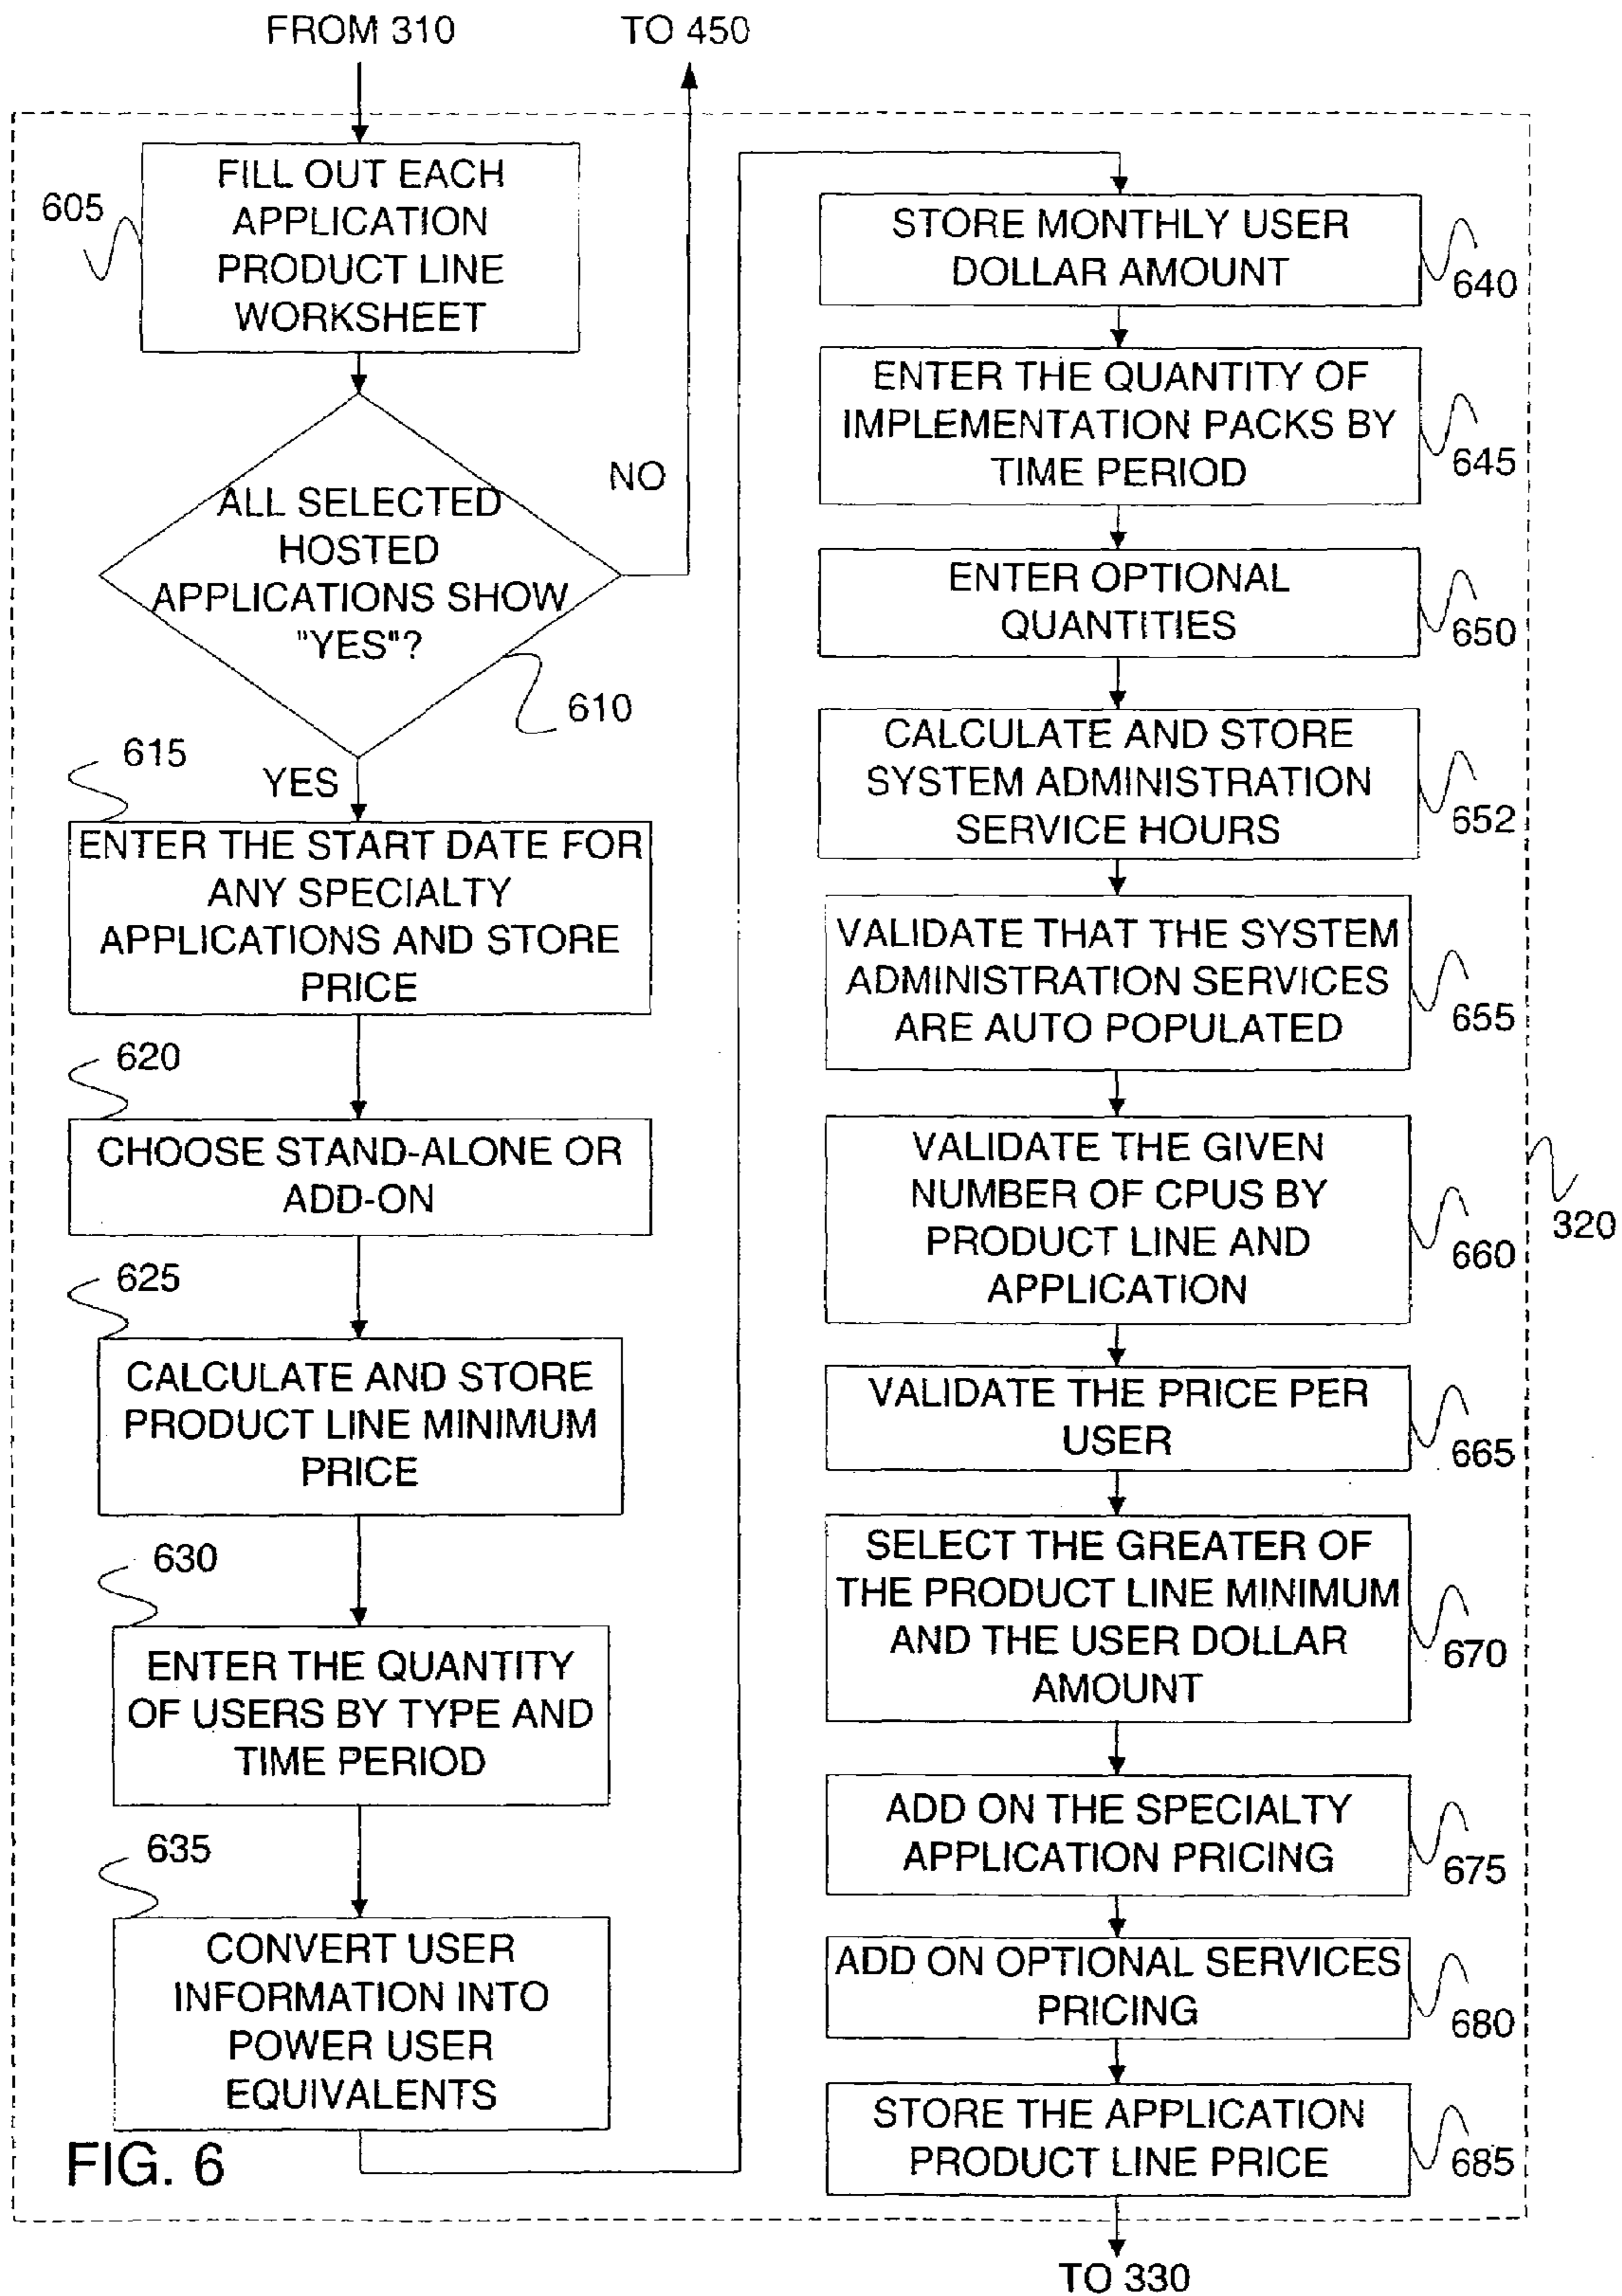 FROM 310
TO 450
605
FILL OUT EACH
APPLICATION
PRODUCT LINE
WORKSHEET
ALL SELECTED
HOSTED
APPLICATIONS SHOW
"YES"?
NO
610
YES
615
ENTER THE START DATE FOR
ANY SPECIALTY
APPLICATIONS AND STORE
PRICE
620
CHOOSE STAND-ALONE OR
ADD-ON
625
CALCULATE AND STORE
PRODUCT LINE MINIMUM
PRICE
630
ENTER THE QUANTITY
OF USERS BY TYPE AND
TIME PERIOD
635
CONVERT USER
INFORMATION INTO
POWER USER
EQUIVALENTS
STORE MONTHLY USER
DOLLAR AMOUNT
640
ENTER THE QUANTITY OF
IMPLEMENTATION PACKS BY
TIME PERIOD
645
ENTER OPTIONAL
QUANTITIES
650
CALCULATE AND STORE
SYSTEM ADMINISTRATION
SERVICE HOURS
652
VALIDATE THAT THE SYSTEM
ADMINISTRATION SERVICES
ARE AUTO POPULATED
655
VALIDATE THE GIVEN
NUMBER OF CPUS BY
PRODUCT LINE AND
APPLICATION
660
320
VALIDATE THE PRICE PER
USER
665
SELECT THE GREATER OF
THE PRODUCT LINE MINIMUM
AND THE USER DOLLAR
AMOUNT
670
ADD ON THE SPECIALTY
APPLICATION PRICING
675
ADD ON OPTIONAL SERVICES
PRICING
680
STORE THE APPLICATION
PRODUCT LINE PRICE
685
FIG. 6
TO 330